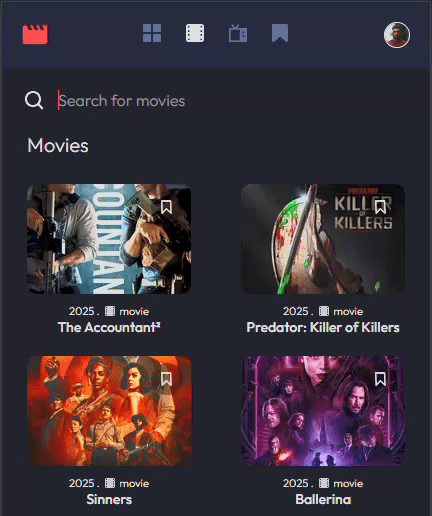 Search for movies
Movies
COUNTAN
PREDATOR
KILLER
OF
KILLERS
2025 . movie
The Accountant²
2025 . movie
Predator: Killer of Killers
2025 . movie
Sinners
2025 . movie
Ballerina